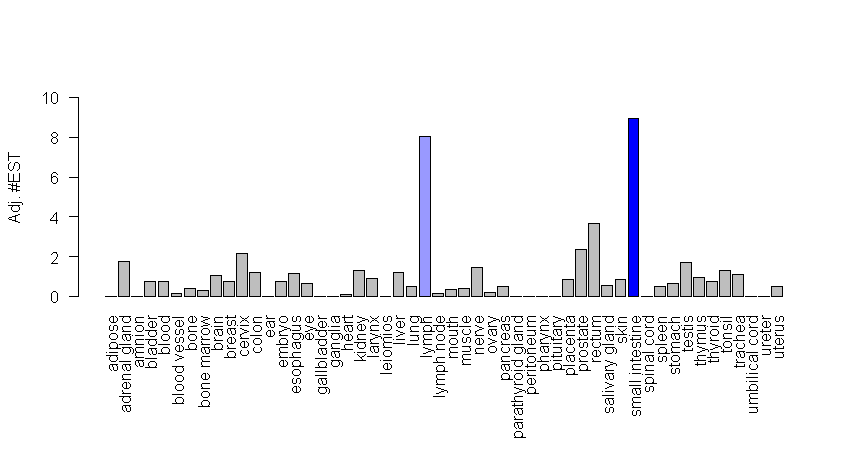 Adj. #EST
10
8
6
4
2
0
adipose
adrenal gland
amnion
bladder
blood
blood vessel
bone
bone marrow
brain
breast
cervix
colon
ear
embryo
esophagus
eye
gallbladder
ganglia
heart
kidney
larynx
leiomios
liver
lung
lymph
lymph node
mouth
muscle
nerve
ovary
pancreas
parathyroid gland
peritoneum
pharynx
pituitary
placenta
prostate
rectum
salivary gland
skin
small intestine
spinal cord
spleen
stomach
testis
thymus
thyroid
tonsil
trachea
umbilical cord
ureter
uterus